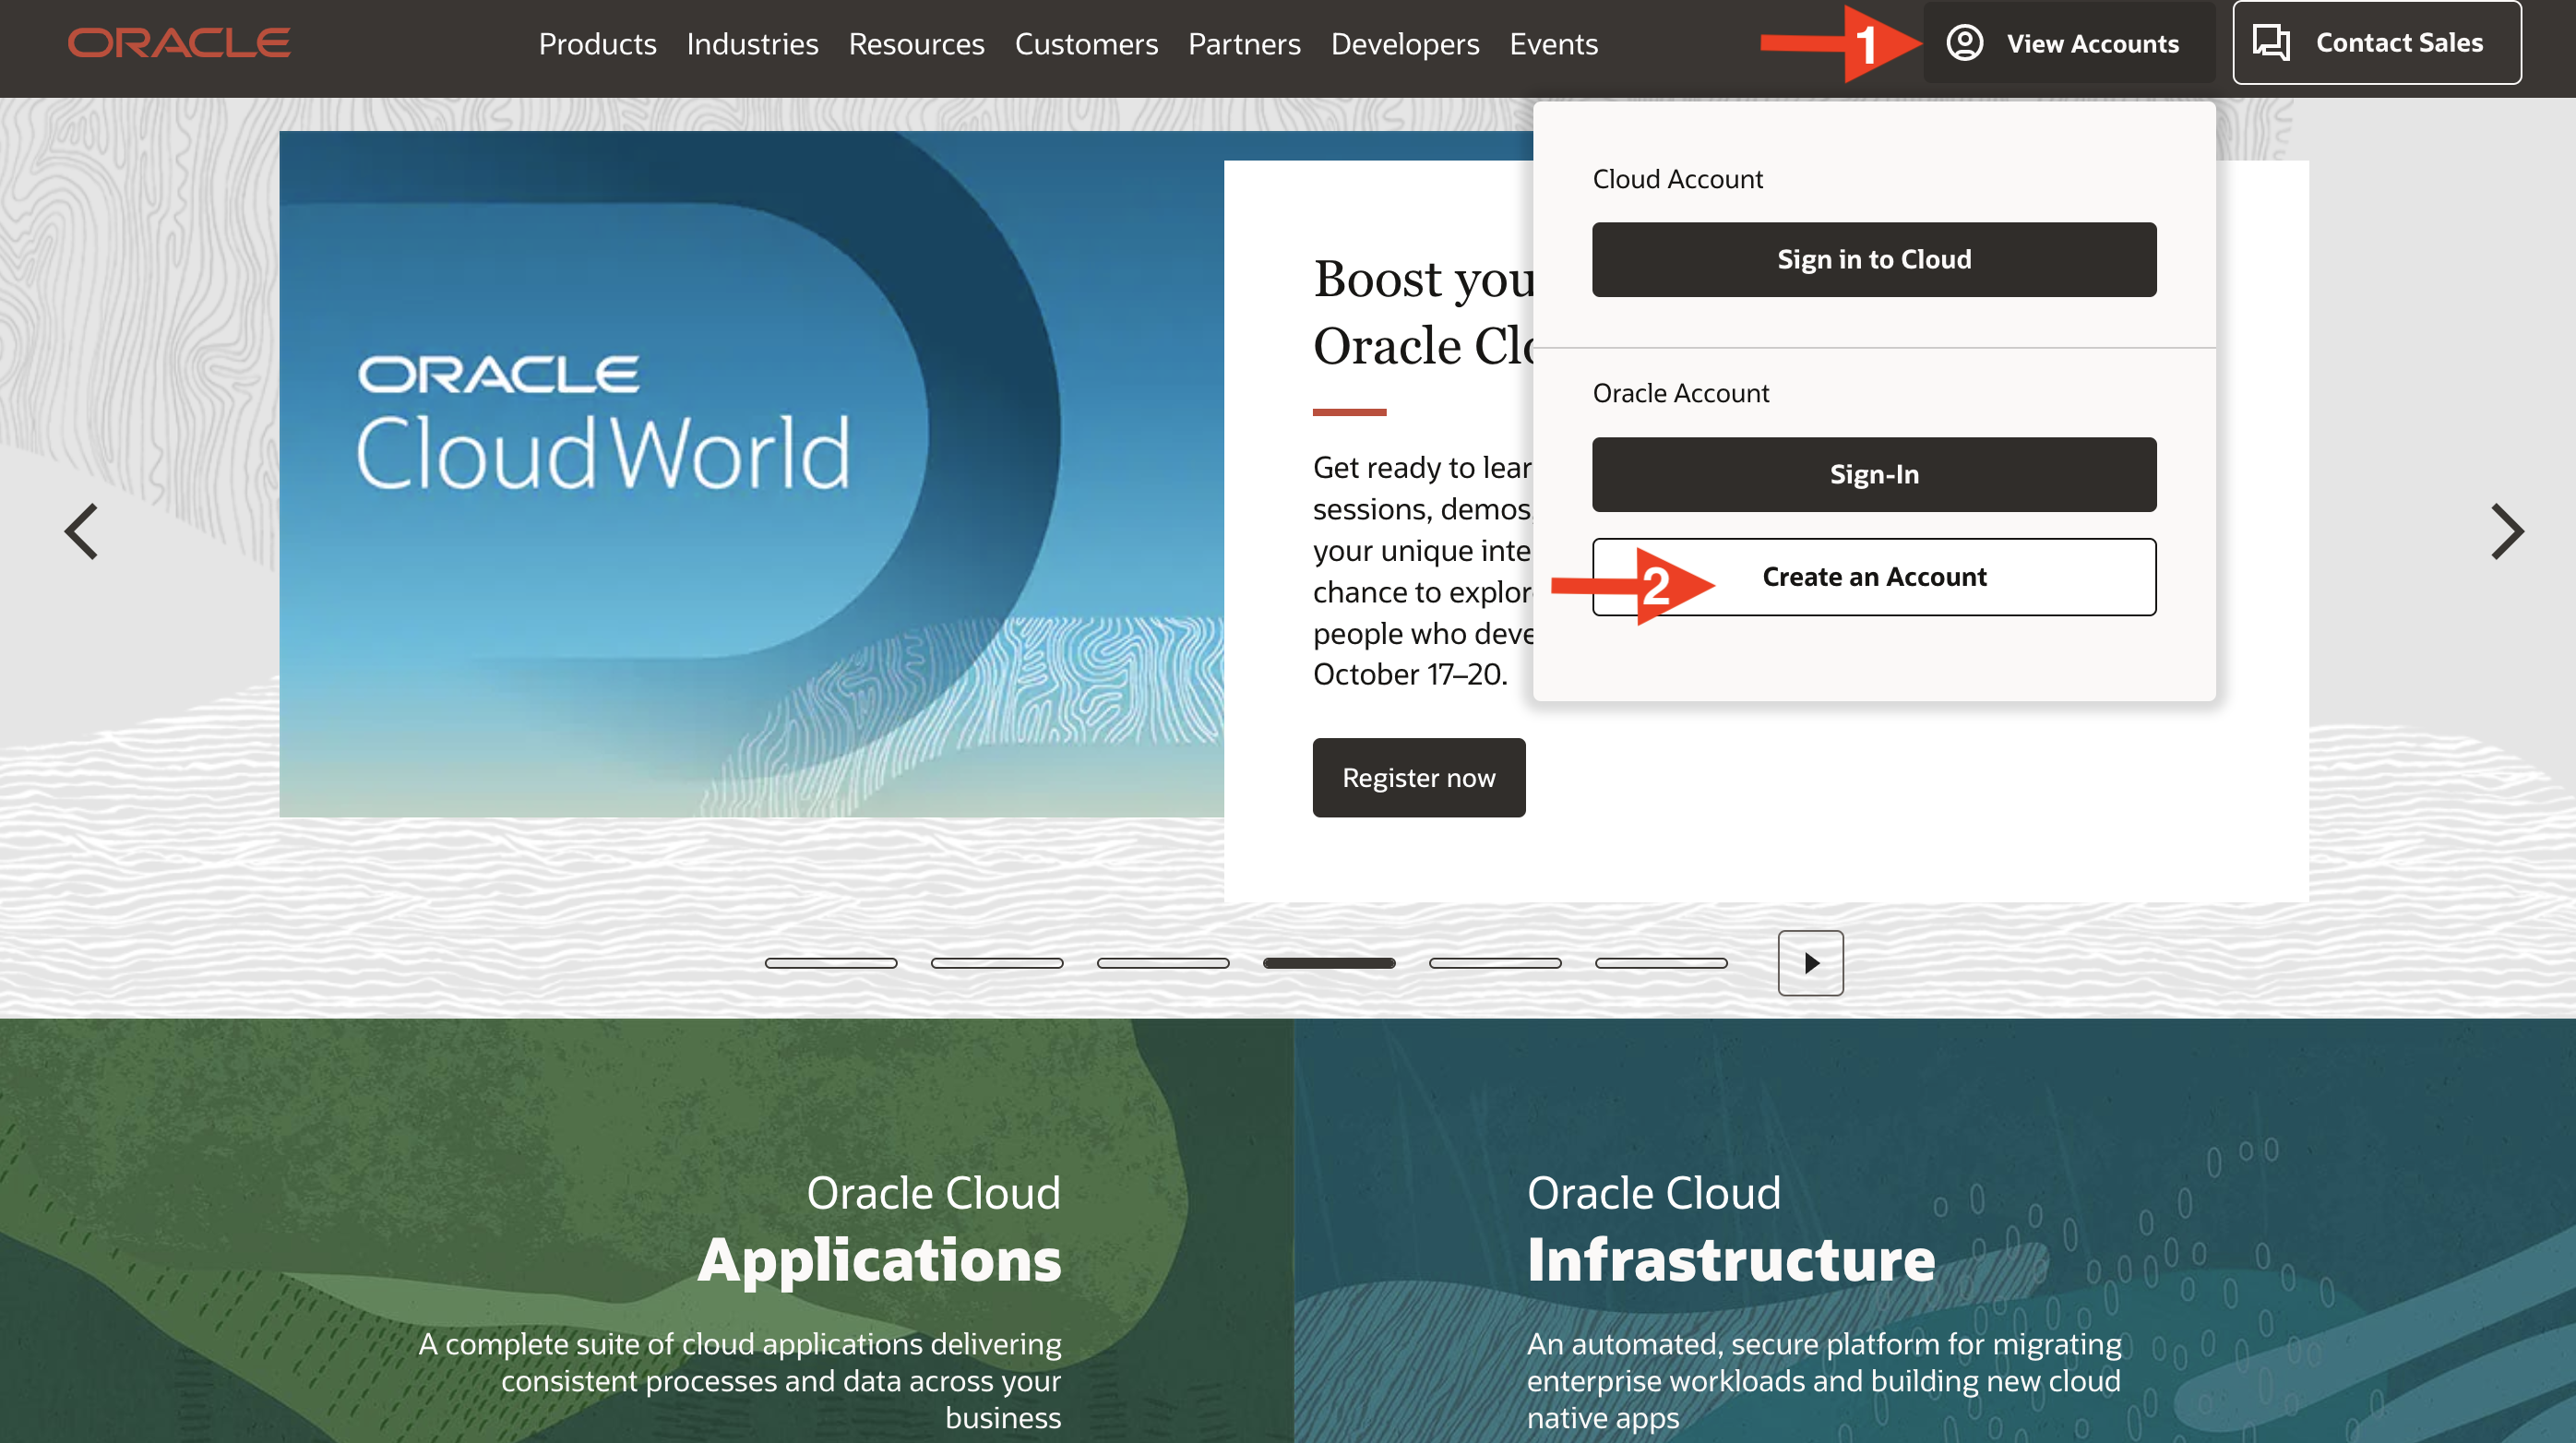 ORACLE
Products Industries Resources Customers Partners Developers Events
1
View Accounts
Contact Sales
ORACLE
CloudWorld
Boost you
Oracle Clo
Get ready to lear
sessions, demos,
your unique inte
chance to explor
people who deve
October 17–20.
Register now
Cloud Account
Sign in to Cloud
Oracle Account
Sign-In
2
Create an Account
Oracle Cloud
Applications
A complete suite of cloud applications delivering
consistent processes and data across your
business
Oracle Cloud
Infrastructure
An automated, secure platform for migrating
enterprise workloads and building new cloud
native apps